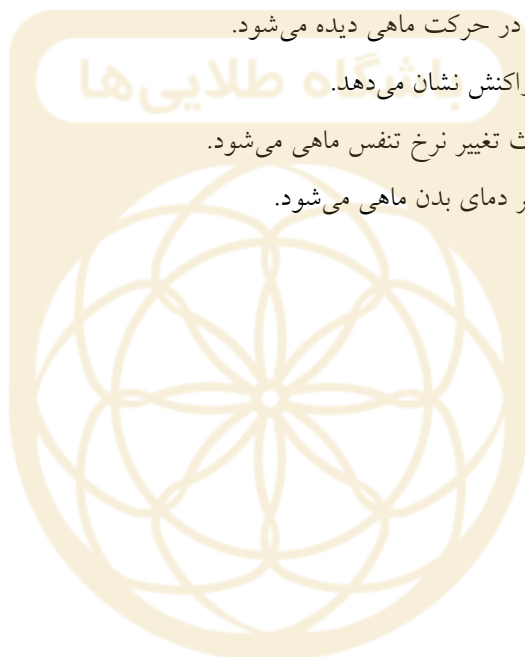 در حرکت ماهی دیده می‌شود.
باشگاه طلایی‌ها
نشان می‌دهد.
تغییر نرخ تنفس ماهی می‌شود.
دمای بدن ماهی می‌شود.